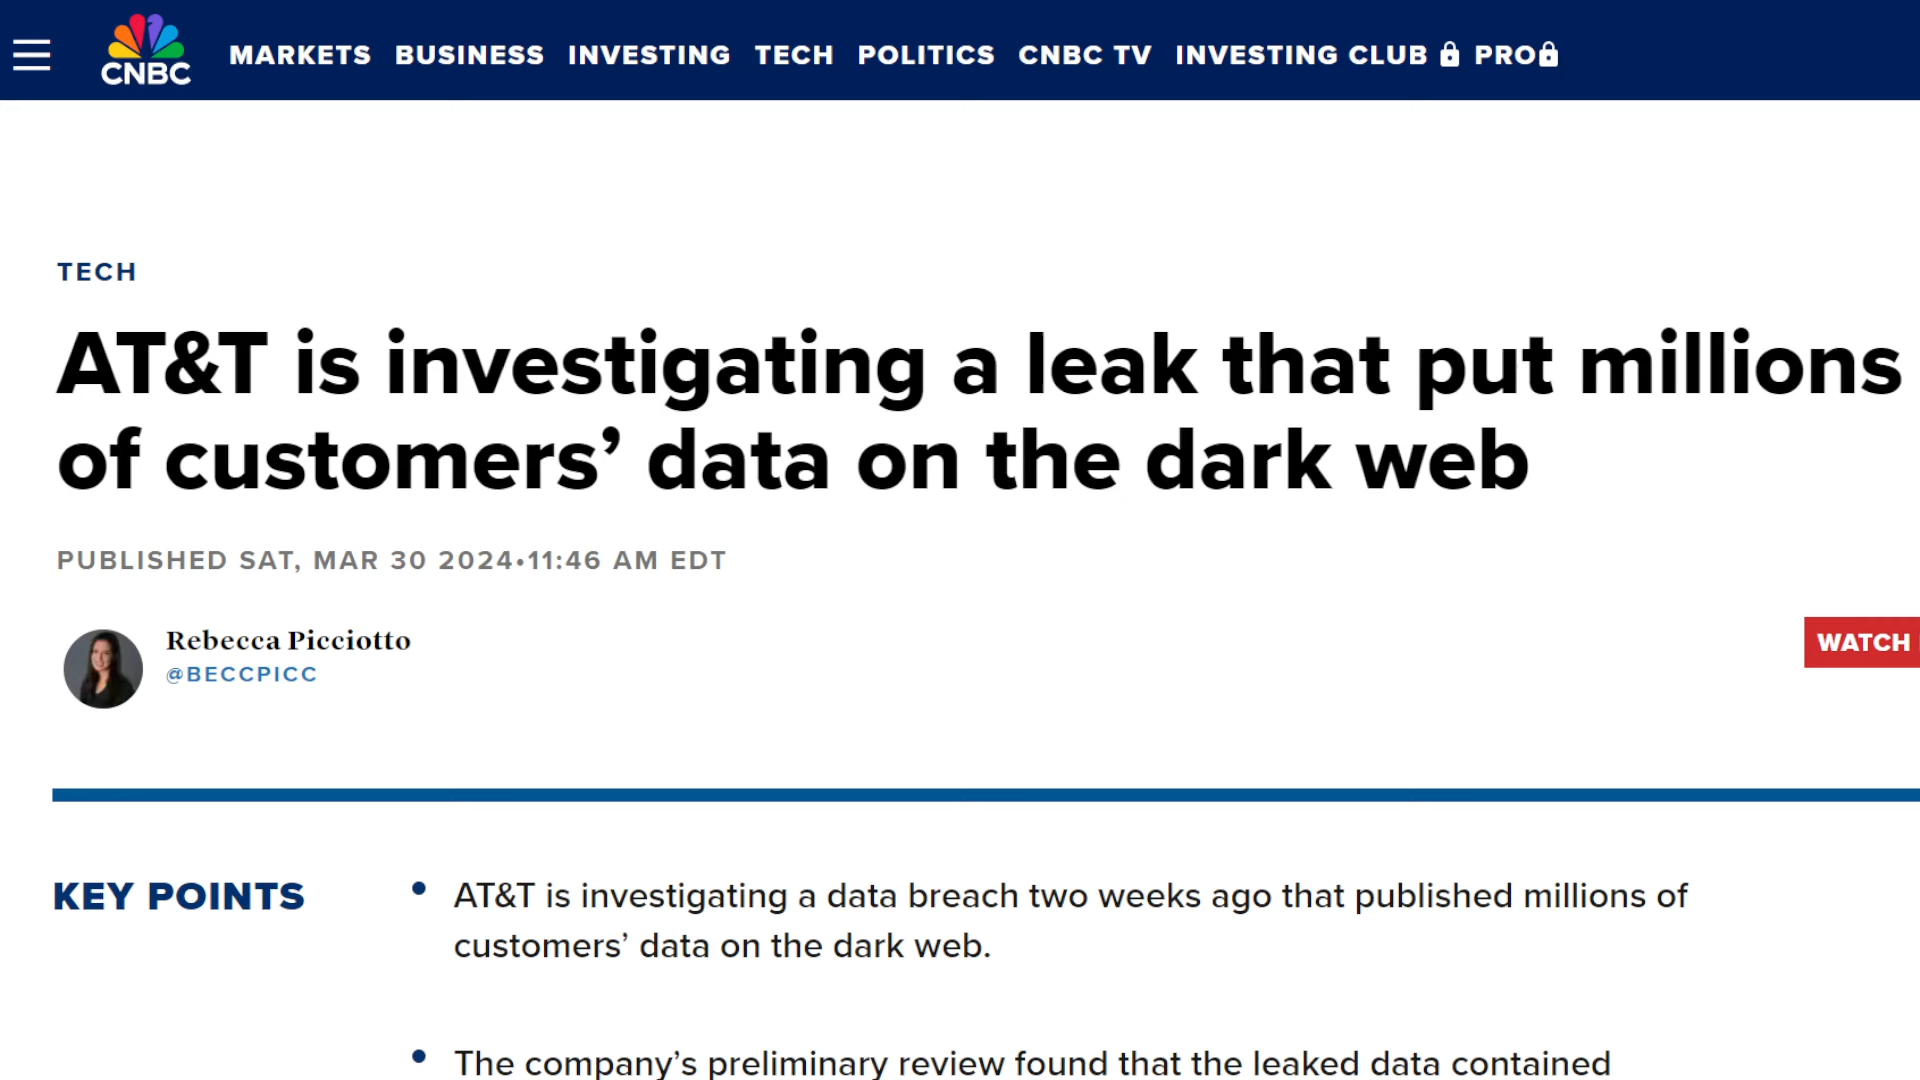 CNBC
MARKETS BUSINESS INVESTING TECH POLITICS CNBC TV INVESTING CLUB PRO
TECH
AT&T is investigating a leak that put millions
of customers’ data on the dark web
PUBLISHED SAT, MAR 30 2024•11:46 AM EDT
Rebecca Picciotto
@BECCPICC
WATCH
KEY POINTS
• AT&T is investigating a data breach two weeks ago that published millions of
customers’ data on the dark web.
• The company’s preliminary review found that the leaked data contained